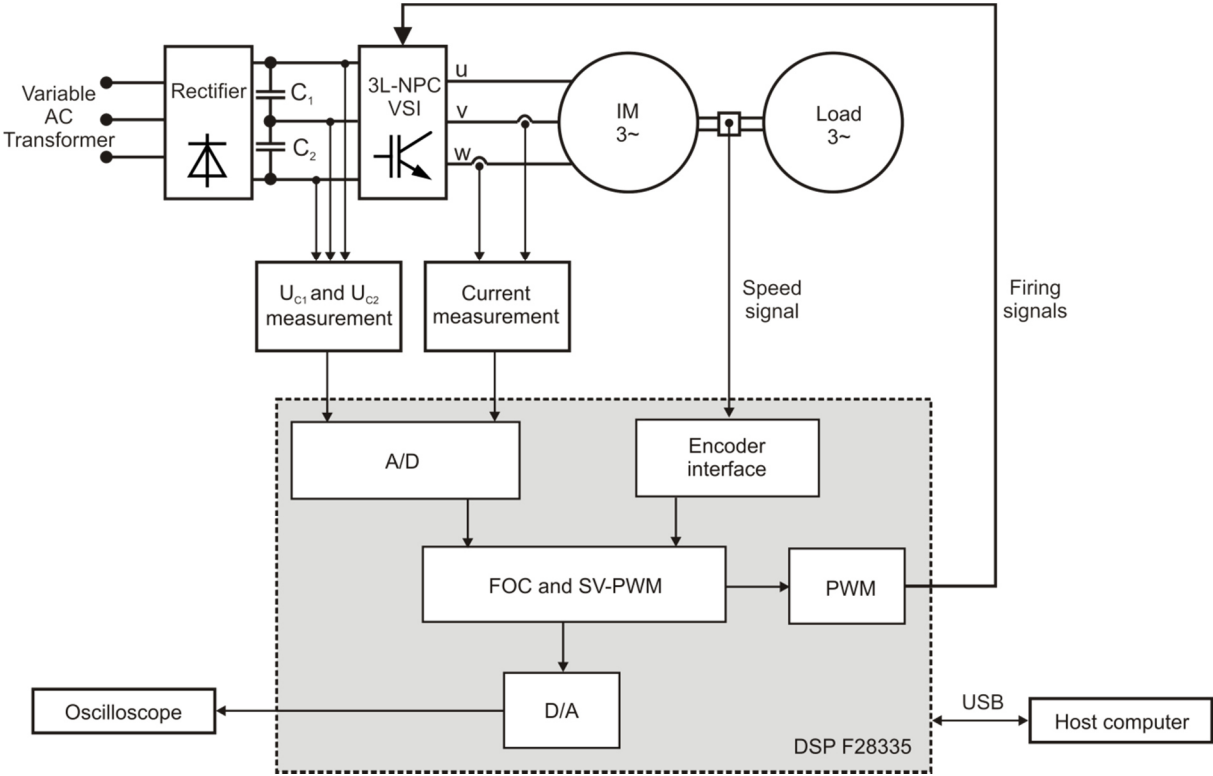 Variable
AC
Transformer
Rectifier
C1
C2
3L-NPC
VSI
u
v
w
IM
3~
Load
3~
UC1 and UC2
measurement
Current
measurement
Speed
signal
Firing
signals
A/D
Encoder
interface
FOC and SV-PWM
PWM
D/A
Oscilloscope
USB
Host computer
DSP F28335